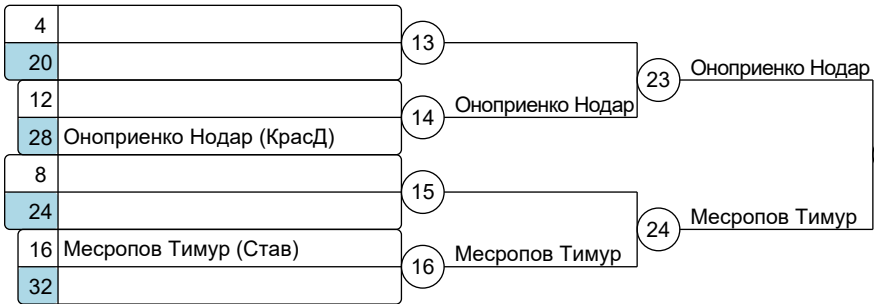 4
20
13
12
28 Оноприенко Нодар (КрасД)
14 Оноприенко Нодар
23 Оноприенко Нодар
8
24
15
16 Месропов Тимур (Став)
32
16 Месропов Тимур
24 Месропов Тимур